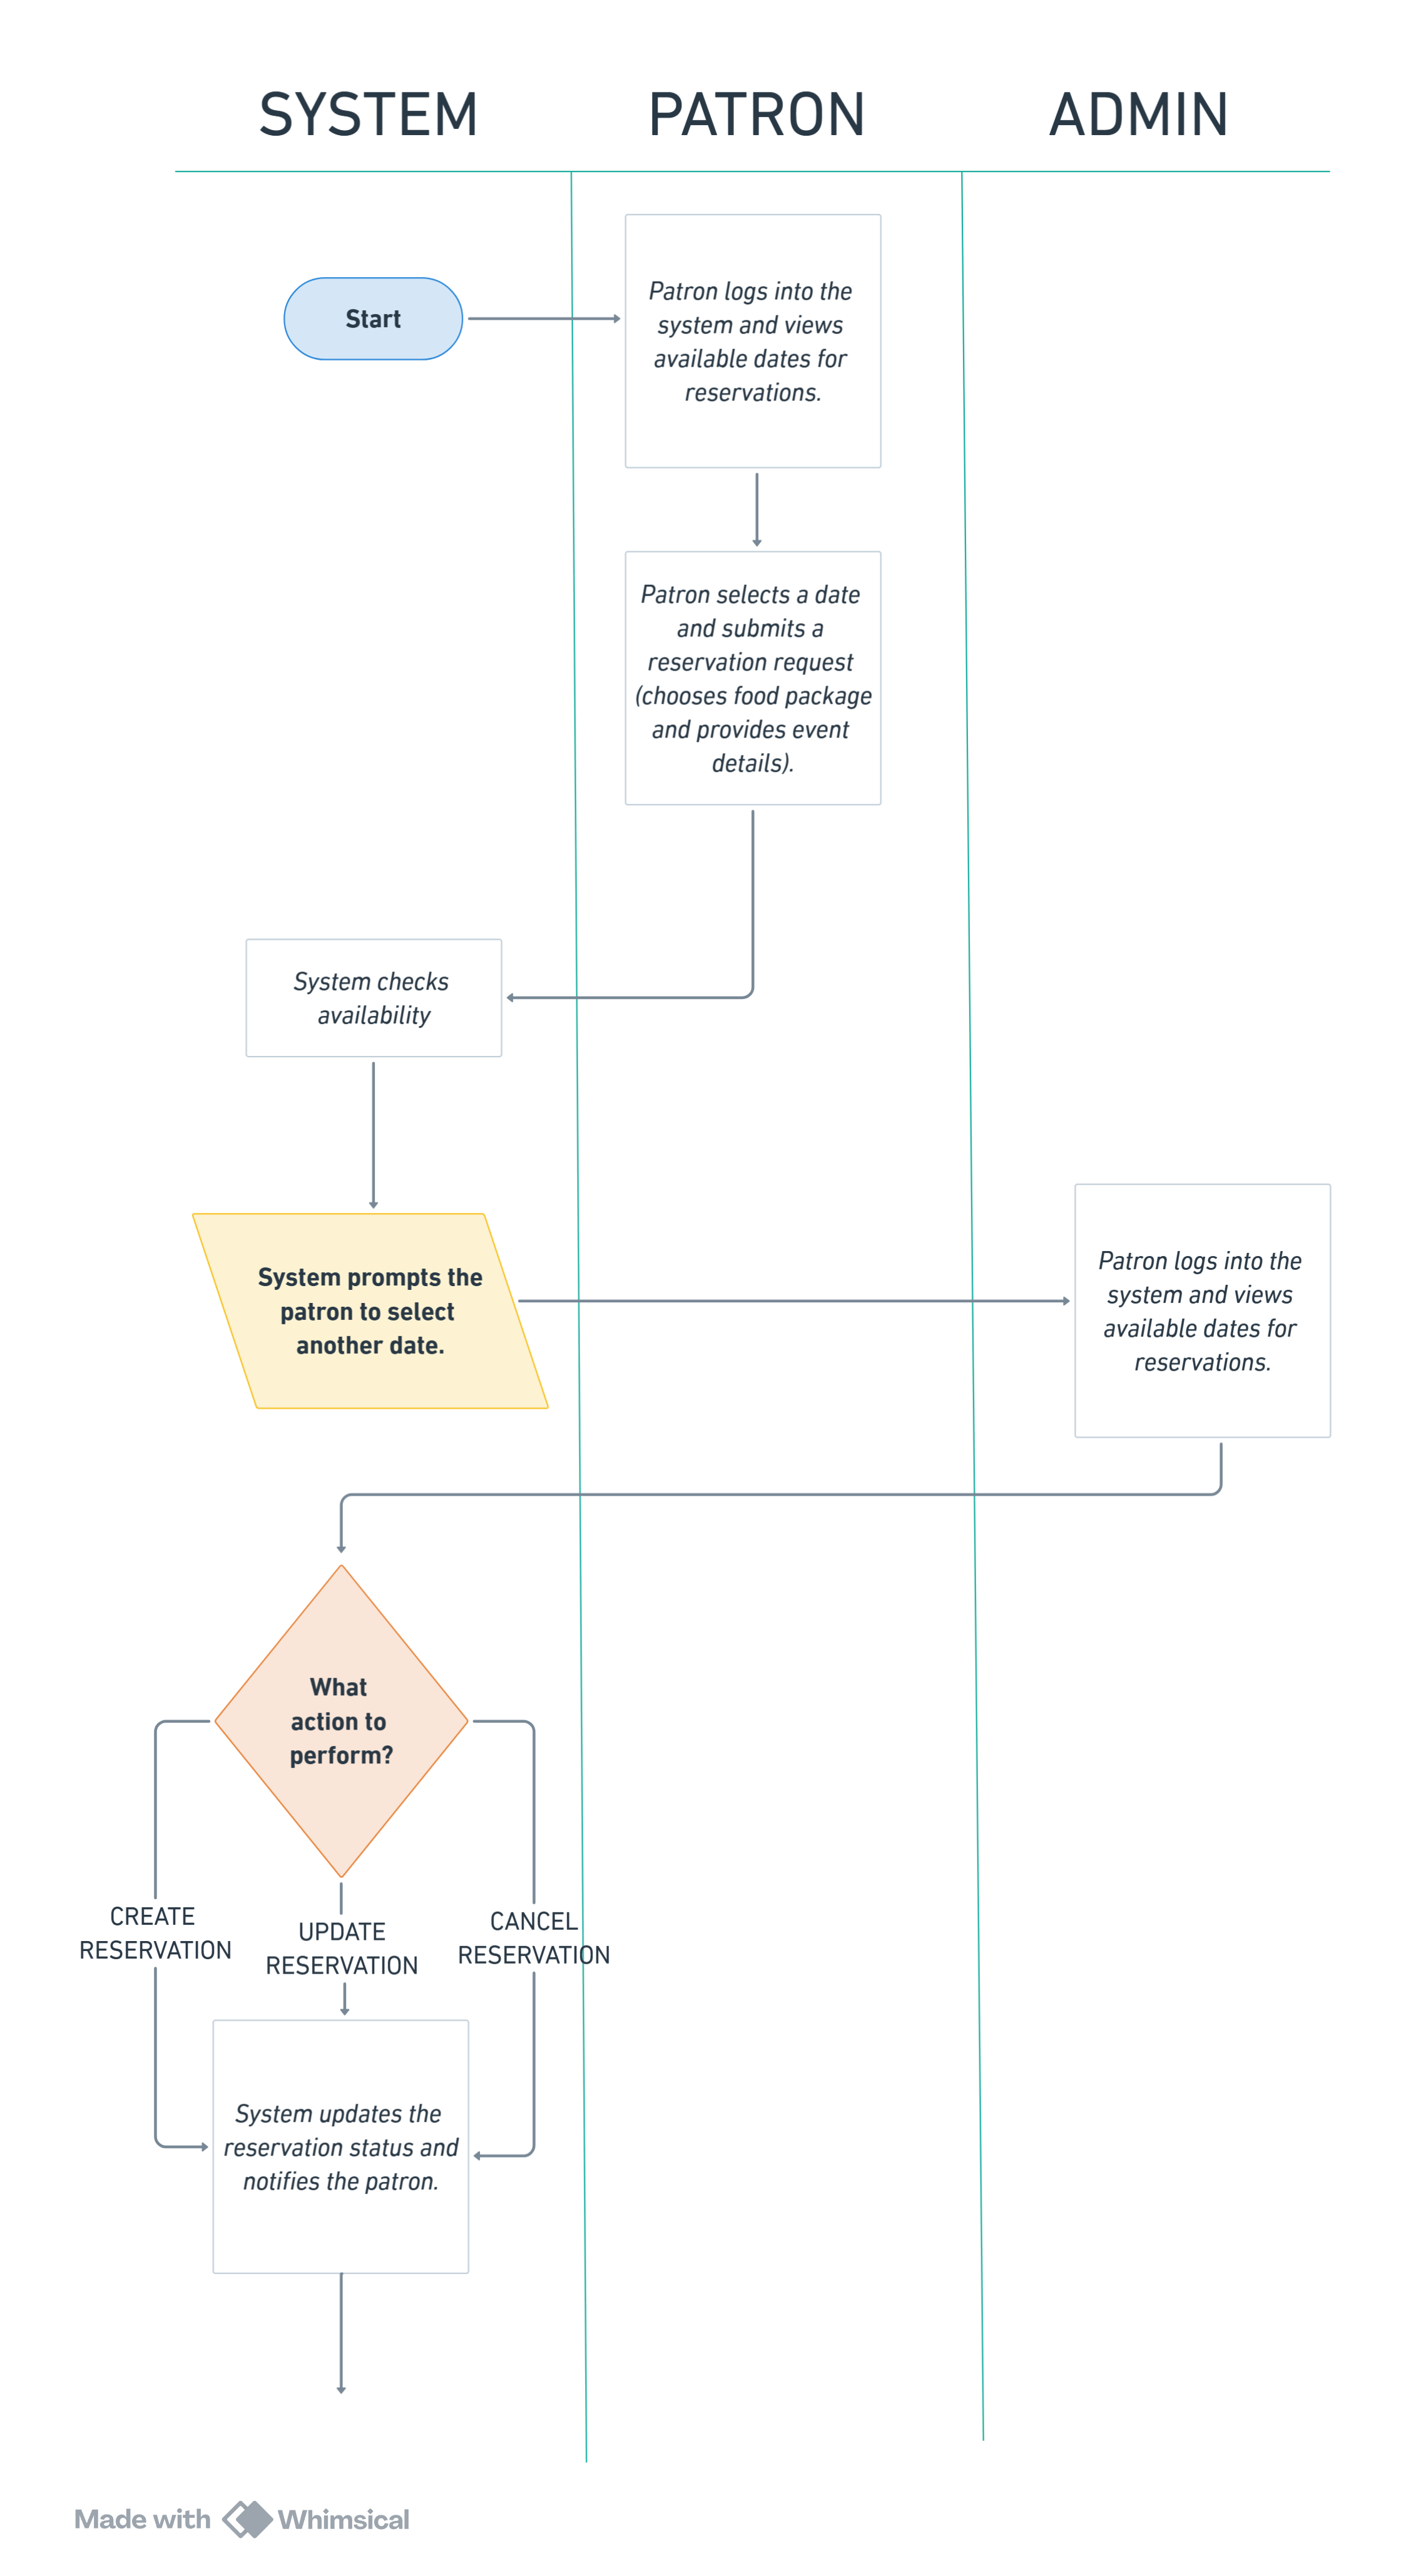 SYSTEM
PATRON
ADMIN
Start
Patron logs into the
system and views
available dates for
reservations.
Patron selects a date
and submits a
reservation request
(chooses food package
and provides event
details).
System checks
availability
System prompts the
patron to select
another date.
Patron logs into the
system and views
available dates for
reservations.
What
action to
perform?
CREATE
RESERVATION
UPDATE
RESERVATION
CANCEL
RESERVATION
System updates the
reservation status and
notifies the patron.
Made with Whimsical